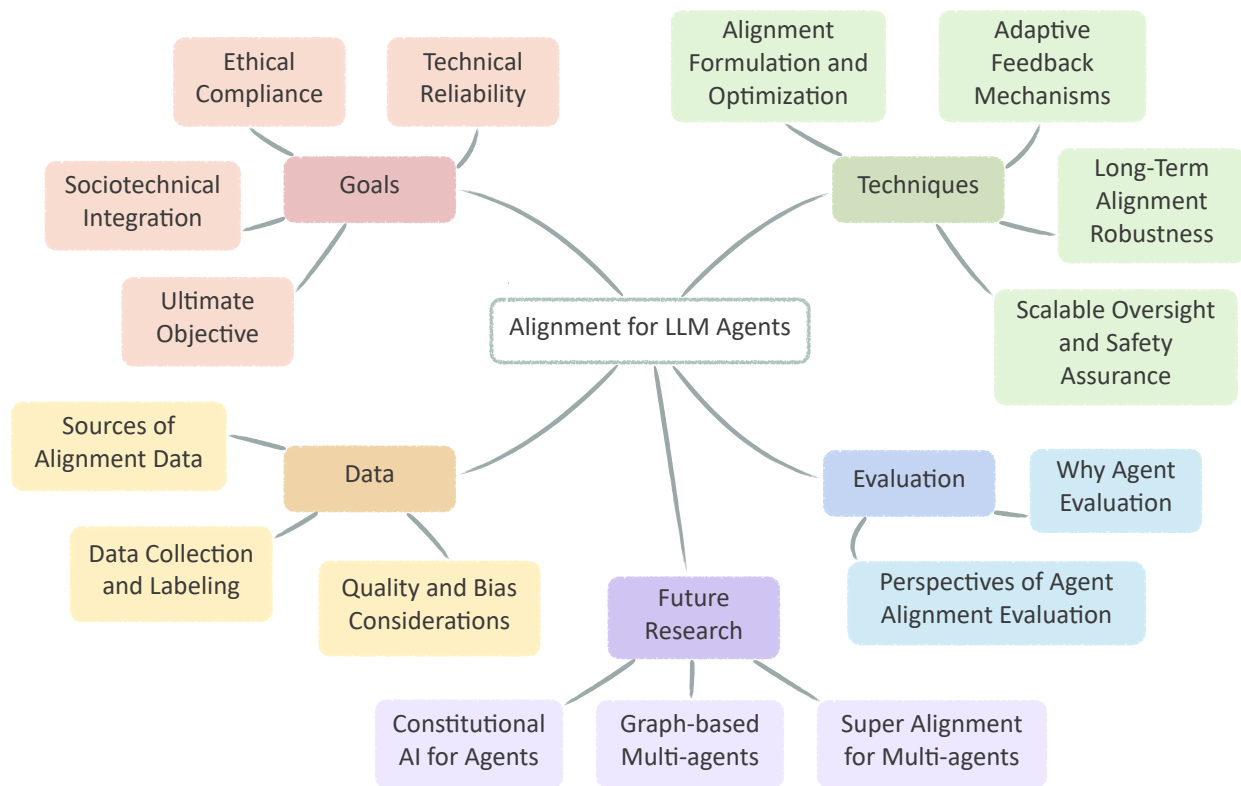 Ethical
Compliance
Technical
Reliability
Sociotechnical
Integration
Goals
Ultimate
Objective
Alignment
Formulation and
Optimization
Adaptive
Feedback
Mechanisms
Techniques
Long-Term
Alignment
Robustness
Scalable Oversight
and Safety
Assurance
Alignment for LLM Agents
Sources of
Alignment Data
Data
Data Collection
and Labeling
Quality and Bias
Considerations
Evaluation
Why Agent
Evaluation
Perspectives of Agent
Alignment Evaluation
Future
Research
Constitutional
AI for Agents
Graph-based
Multi-agents
Super Alignment
for Multi-agents